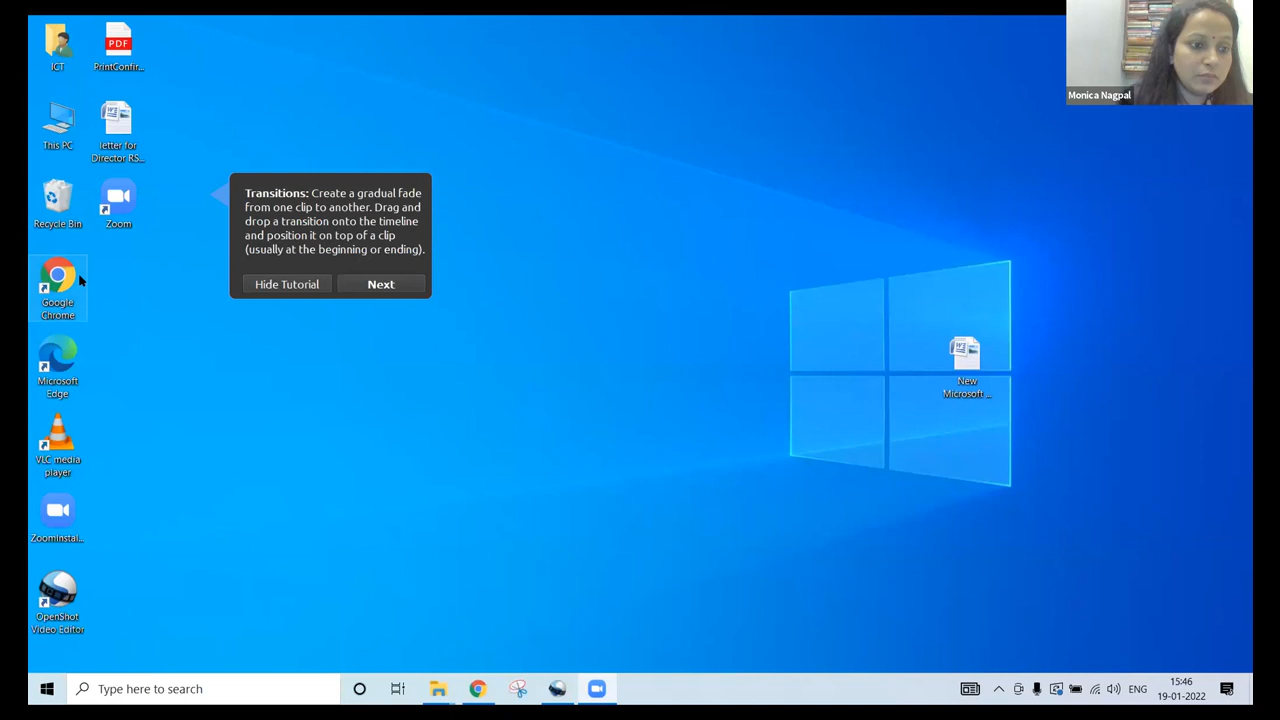 ICT
PDF
PrintConfir...
Monica Nagpal
This PC
letter for
Director RS...
Recycle Bin
Zoom
Transitions: Create a gradual fade
from one clip to another. Drag and
drop a transition onto the timeline
and position it on top of a clip
(usually at the beginning or ending).
Hide Tutorial
Next
Google
Chrome
Microsoft
Edge
New
Microsoft ...
VLC media
player
ZoomInstal...
OpenShot
Video Editor
Type here to search
ENG
15:46
19-01-2022